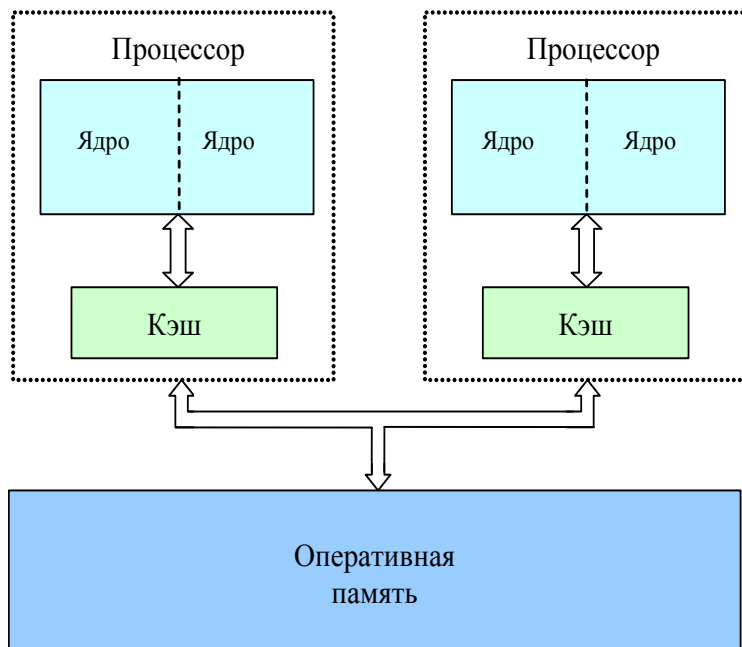 Процессор
Процессор
Ядро
Ядро
Ядро
Ядро
Кэш
Кэш
Оперативная
память